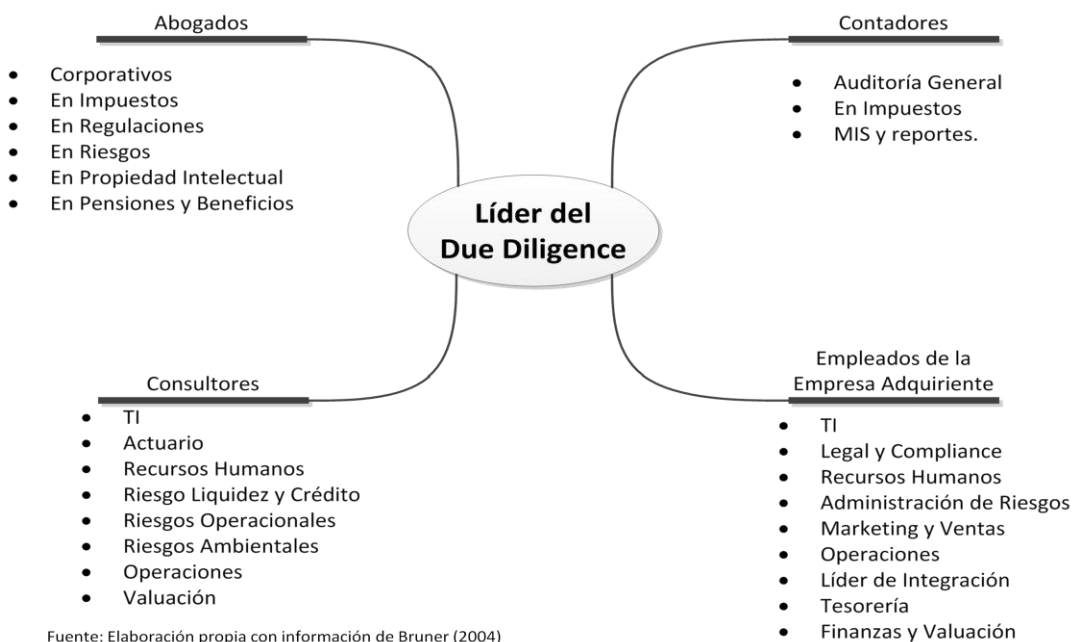 Abogados
• Corporativos
• En Impuestos
• En Regulaciones
• En Riesgos
• En Propiedad Intelectual
• En Pensiones y Beneficios
Contadores
• Auditoría General
• En Impuestos
• MIS y reportes.
Líder del
Due Diligence
Consultores
• TI
• Actuario
• Recursos Humanos
• Riesgo Liquidez y Crédito
• Riesgos Operacionales
• Riesgos Ambientales
• Operaciones
• Valuación
Empleados de la
Empresa Adquiriente
• TI
• Legal y Compliance
• Recursos Humanos
• Administración de Riesgos
• Marketing y Ventas
• Operaciones
• Líder de Integración
• Tesorería
• Finanzas y Valuación
Fuente: Elaboración propia con información de Bruner (2004)